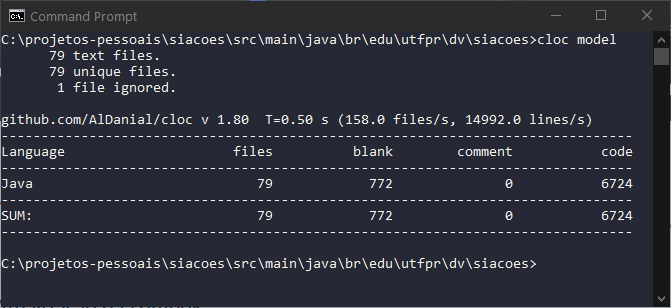 Command Prompt
C:\projetos-pessoais\siacoes\src\main\java\br\edu\utfpr\dv\siacoes>cloc model
      79 text files.
      79 unique files.
       1 file ignored.
github.com/AlDanial/cloc v 1.80  T=0.50 s (158.0 files/s, 14992.0 lines/s)
-------------------------------------------------------------------------------
Language                     files          blank        comment           code
-------------------------------------------------------------------------------
Java                            79            772              0           6724
-------------------------------------------------------------------------------
SUM:                            79            772              0           6724
-------------------------------------------------------------------------------
C:\projetos-pessoais\siacoes\src\main\java\br\edu\utfpr\dv\siacoes>